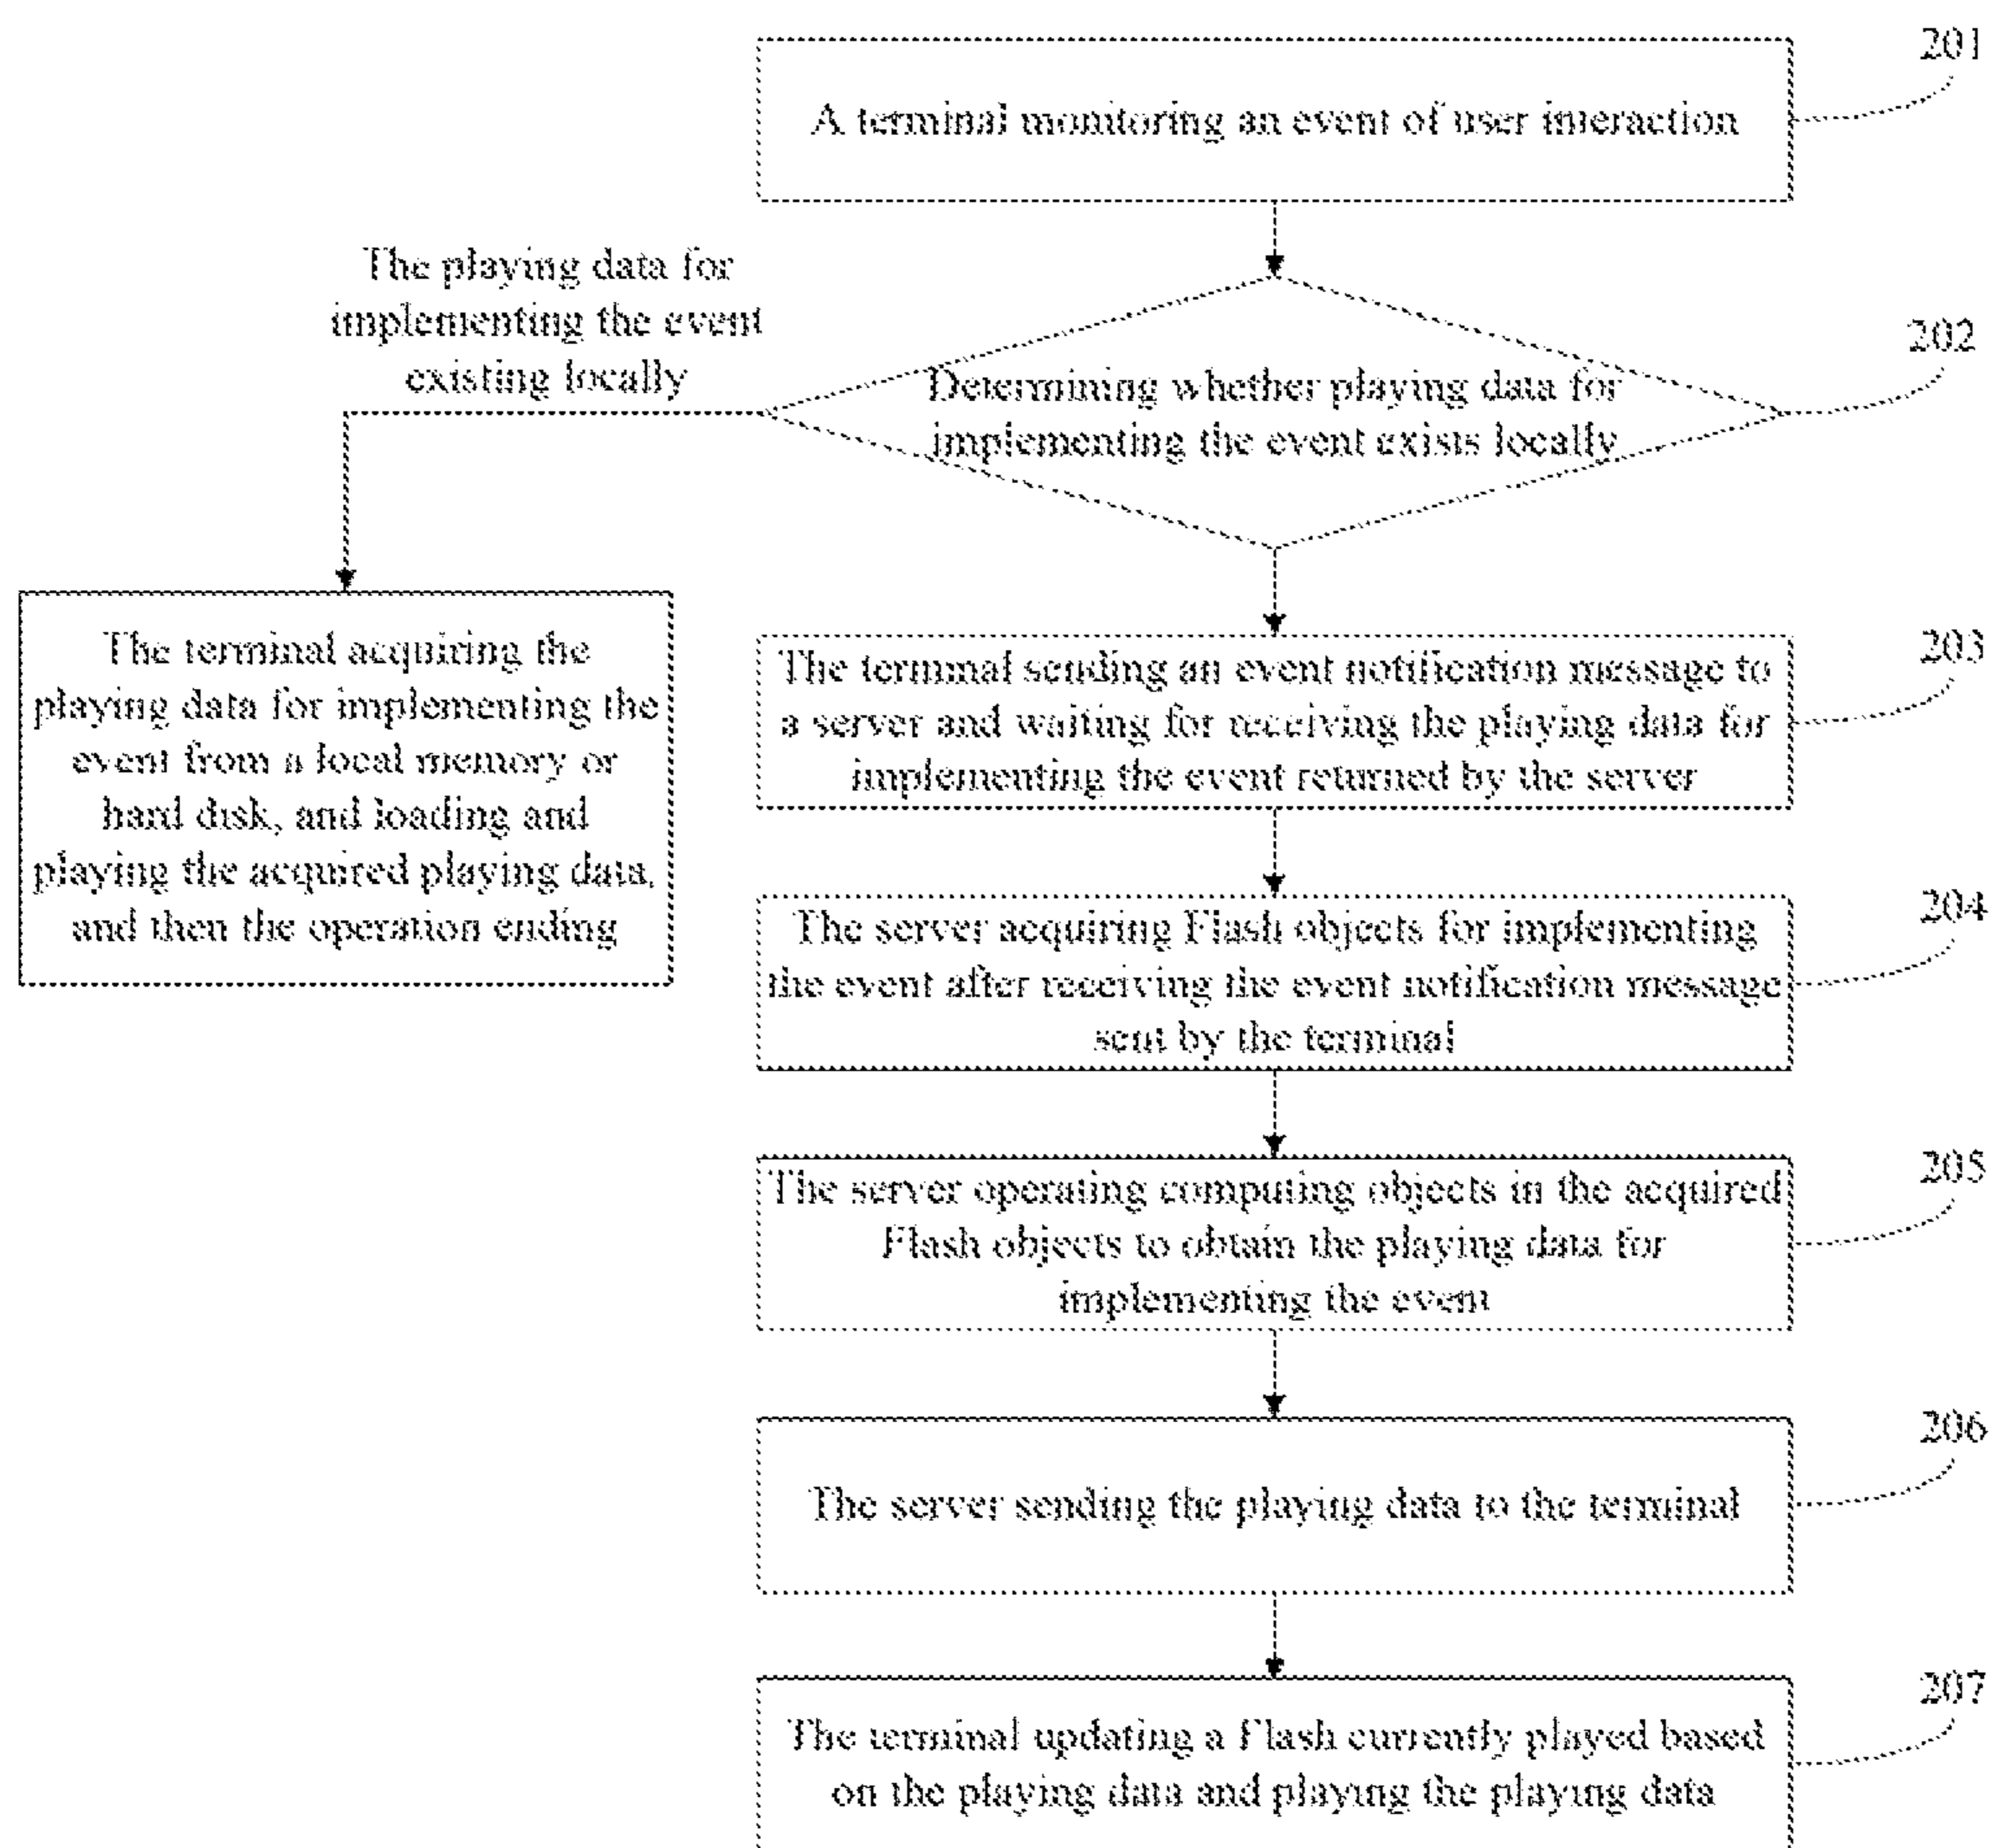 201
A terminal monitoring an event of user interaction
The playing data for
implementing the event
existing locally
202
Determining whether playing data for
implementing the event exists locally
The terminal acquiring the
playing data for implementing the
event from a local memory or
hard disk, and loading and
playing the acquired playing data,
and then the operation ending
203
The terminal sending an event notification message to
a server and waiting for receiving the playing data for
implementing the event returned by the server
204
The server acquiring Flash objects for implementing
the event after receiving the event notification message
sent by the terminal
205
The server operating computing objects in the acquired
Flash objects to obtain the playing data for
implementing the event
206
The server sending the playing data to the terminal
207
The terminal updating a Flash currently played based
on the playing data and playing the playing data